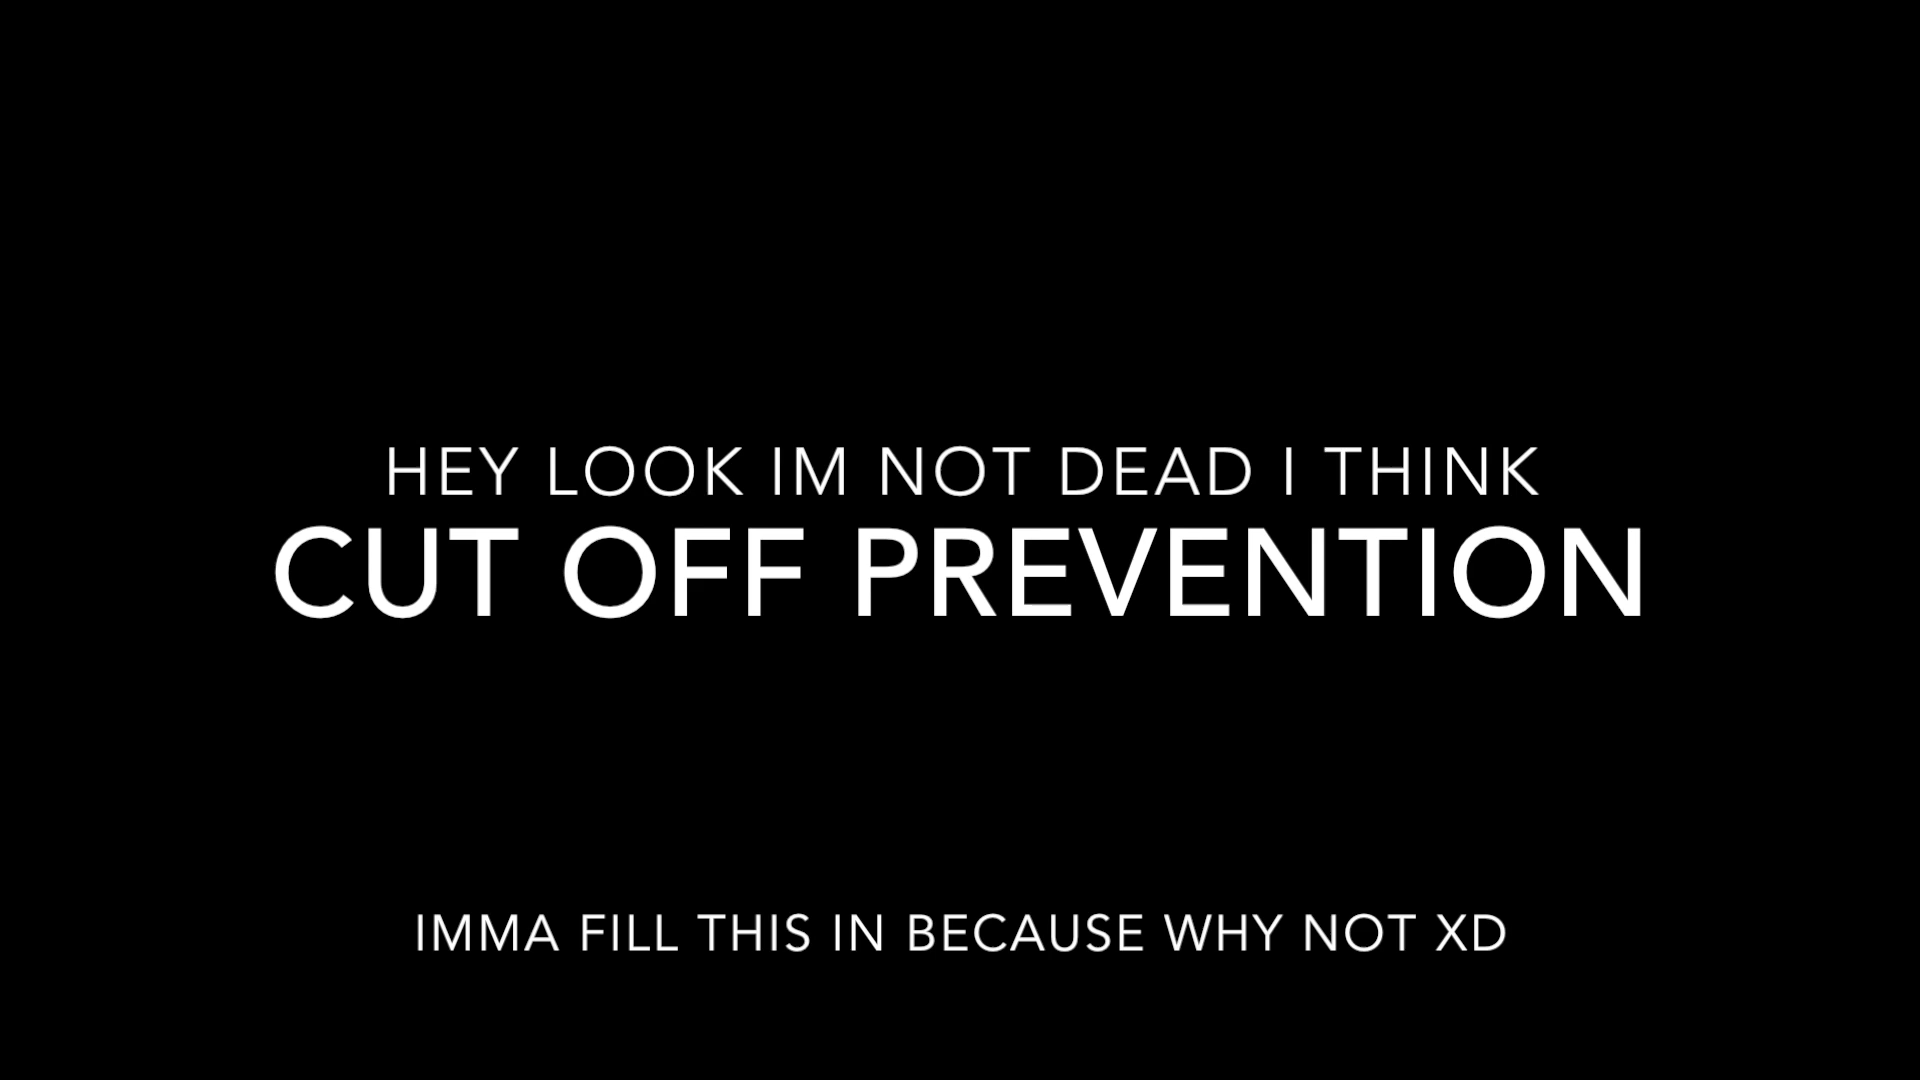 HEY LOOK IM NOT DEAD I THINK
CUT OFF PREVENTION
IMMA FILL THIS IN BECAUSE WHY NOT XD